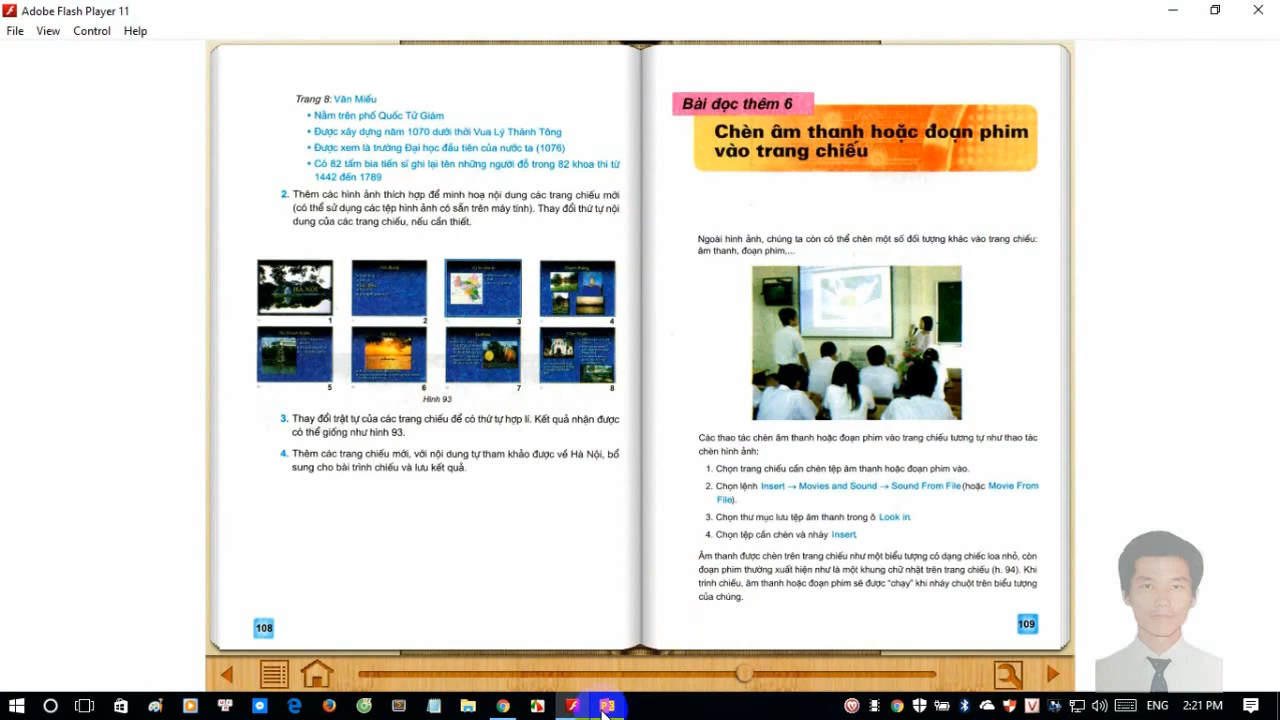 Adobe Flash Player 11
File View Control Help
Trang 8: Văn Miếu
• Nằm trên phố Quốc Tử Giám
• Được xây dựng năm 1070 dưới thời Vua Lý Thánh Tông
• Được xem là trường Đại học đầu tiên của nước ta (1076)
• Có 82 tấm bia tiến sĩ ghi lại tên những người đỗ trong 82 khoa thi từ
1442 đến 1789
2. Thêm các hình ảnh thích hợp để minh hoạ nội dung các trang chiếu mới
(có thể sử dụng các tệp hình ảnh có sẵn trên máy tính). Thay đổi thứ tự nội
dung của các trang chiếu, nếu cần thiết.
HÀ NỘI
1 2 3 4
5 6 7 8
Hình 93
3. Thay đổi trật tự của các trang chiếu để có thứ tự hợp lí. Kết quả nhận được
có thể giống như hình 93.
4. Thêm các trang chiếu mới, với nội dung tự tham khảo được về Hà Nội, bổ
sung cho bài trình chiếu và lưu kết quả.
108
Bài đọc thêm 6
Chèn âm thanh hoặc đoạn phim
vào trang chiếu
Ngoài hình ảnh, chúng ta còn có thể chèn một số đối tượng khác vào trang chiếu:
âm thanh, đoạn phim,...
Các thao tác chèn âm thanh hoặc đoạn phim vào trang chiếu tương tự như thao tác
chèn hình ảnh:
1. Chọn trang chiếu cần chèn tệp âm thanh hoặc đoạn phim vào.
2. Chọn lệnh Insert → Movies and Sound → Sound From File (hoặc Movie From
File).
3. Chọn thư mục lưu tệp âm thanh trong ô Look in.
4. Chọn tệp cần chèn và nháy Insert.
Âm thanh được chèn trên trang chiếu như một biểu tượng có dạng chiếc loa nhỏ, còn
đoạn phim thường xuất hiện như là một khung chữ nhật trên trang chiếu (h. 94). Khi
trình chiếu, âm thanh hoặc đoạn phim sẽ được "chạy" khi nháy chuột trên biểu tượng
của chúng.
109
ENG 2:21 PM